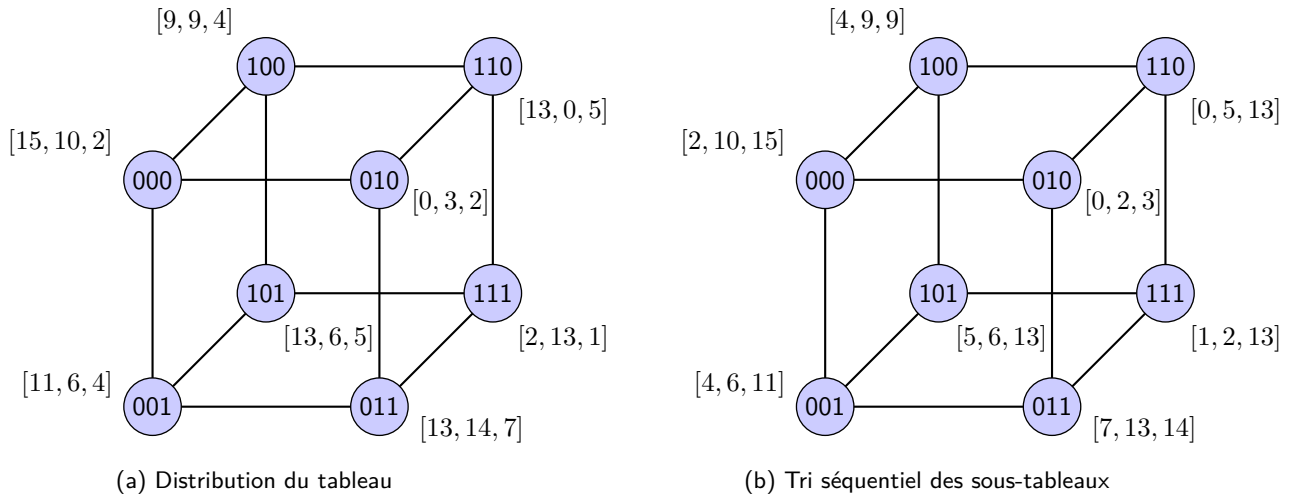 [9, 9, 4]
100
110
[13, 0, 5]
[15, 10, 2]
000
010
[0, 3, 2]
101
111
[13, 6, 5]
[2, 13, 1]
[11, 6, 4]
001
011
[13, 14, 7]
(a) Distribution du tableau
[4, 9, 9]
100
110
[0, 5, 13]
[2, 10, 15]
000
010
[0, 2, 3]
101
111
[5, 6, 13]
[1, 2, 13]
[4, 6, 11]
001
011
[7, 13, 14]
(b) Tri séquentiel des sous-tableaux